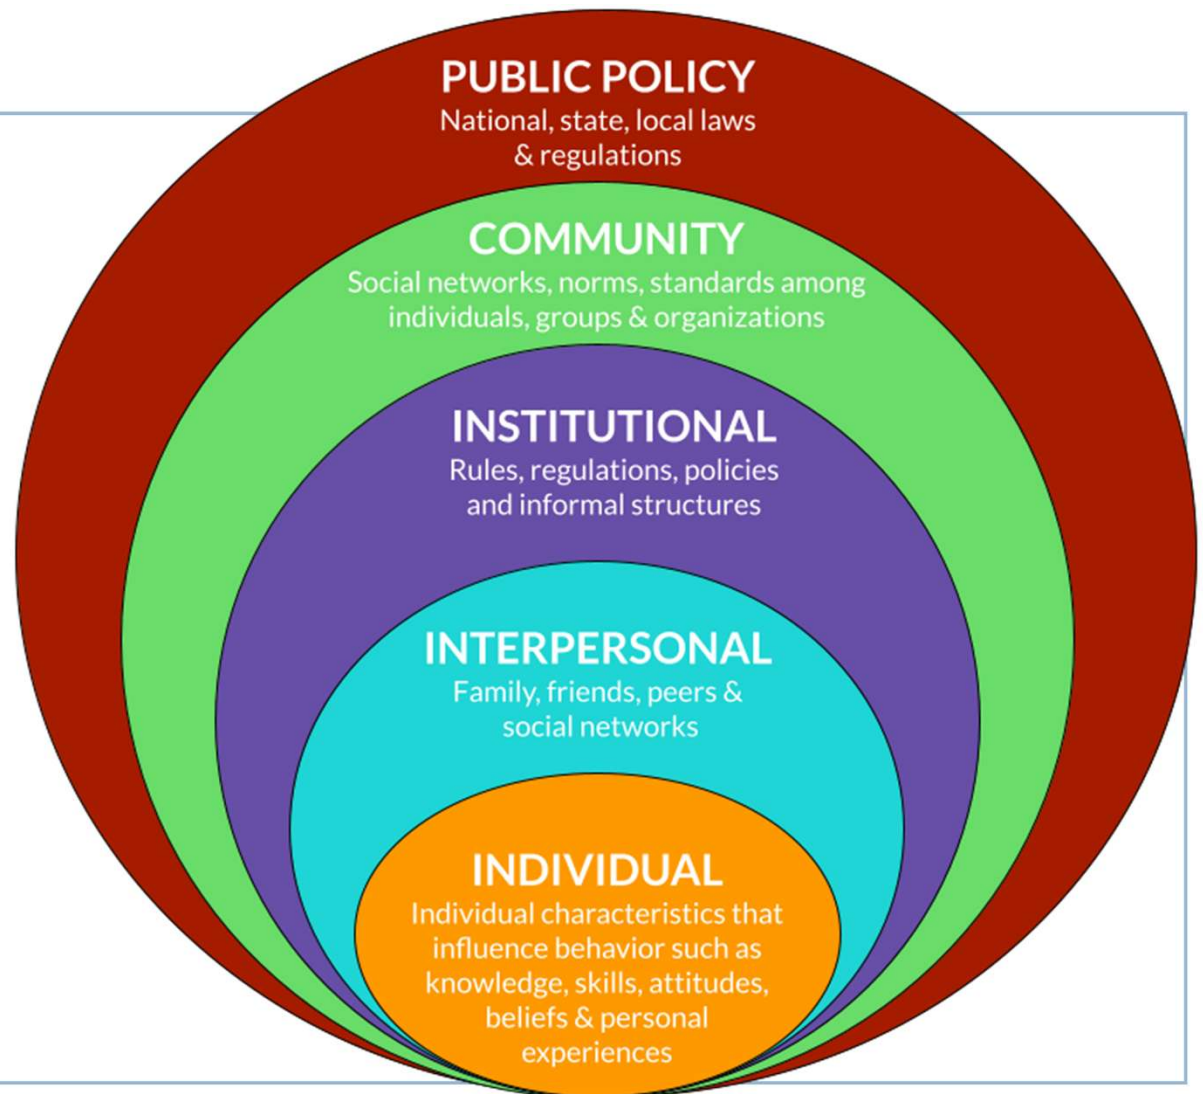 PUBLIC POLICY
National, state, local laws
& regulations
COMMUNITY
Social networks, norms, standards among
individuals, groups & organizations
INSTITUTIONAL
Rules, regulations, policies
and informal structures
INTERPERSONAL
Family, friends, peers &
social networks
INDIVIDUAL
Individual characteristics that
influence behavior such as
knowledge, skills, attitudes,
beliefs & personal
experiences